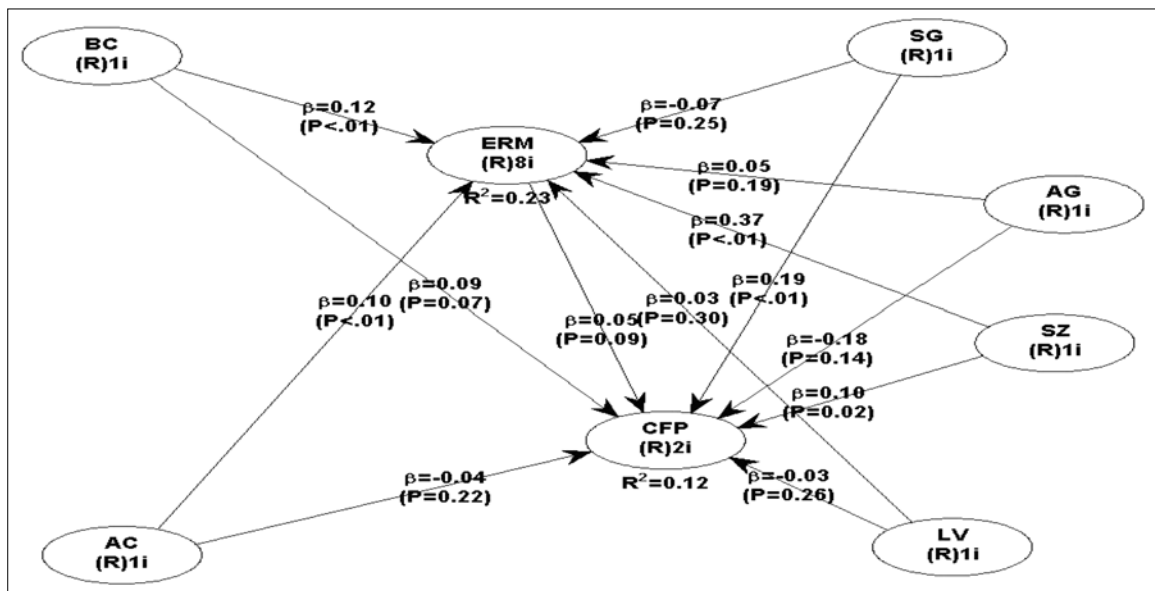 BC
(R)1i
SG
(R)1i
β=0.12
(P<.01)
β=-0.07
(P=0.25)
ERM
(R)8i
R²=0.23
β=0.05
(P=0.19)
AG
(R)1i
β=0.37
(P<.01)
β=0.09
(P=0.07)
β=0.10
(P<.01)
β=0.03
(P=0.30)
β=0.19
(P<.01)
β=0.05
(P=0.09)
β=-0.18
(P=0.14)
SZ
(R)1i
β=0.10
(P=0.02)
CFP
(R)2i
R²=0.12
β=-0.04
(P=0.22)
β=-0.03
(P=0.26)
AC
(R)1i
LV
(R)1i